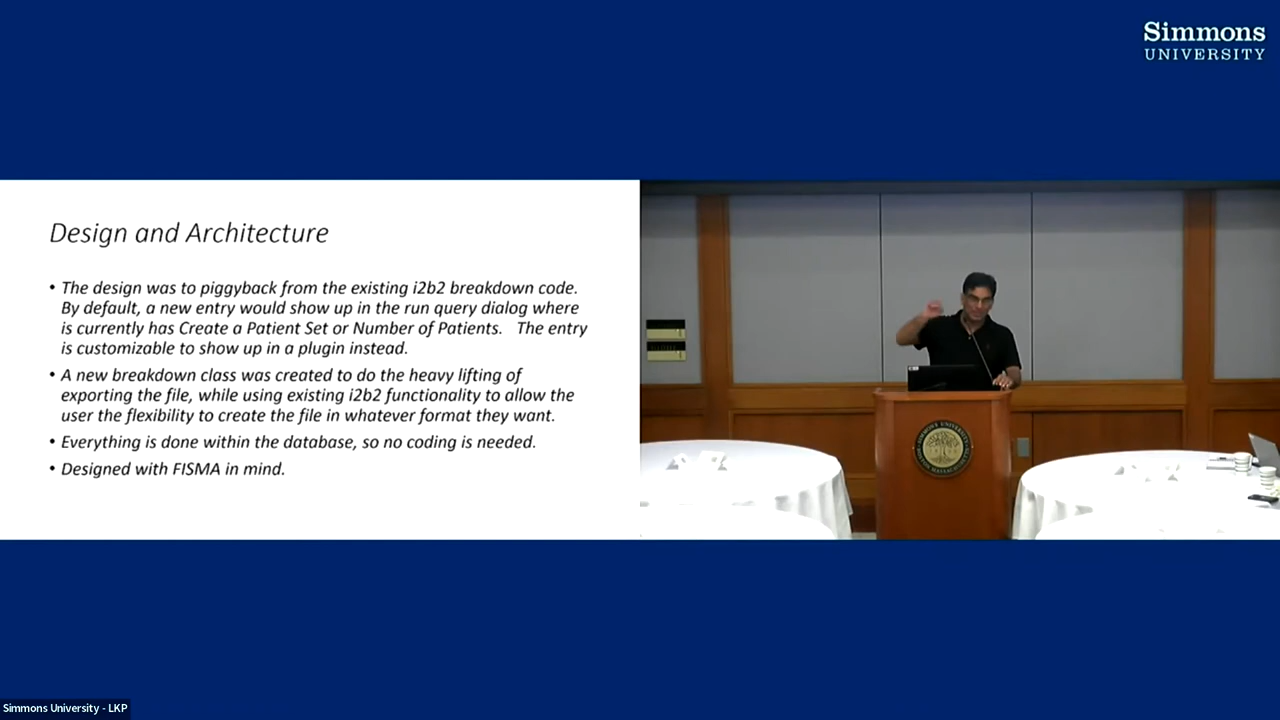 Simmons
UNIVERSITY
Design and Architecture
• The design was to piggyback from the existing i2b2 breakdown code.
By default, a new entry would show up in the run query dialog where
is currently has Create a Patient Set or Number of Patients. The entry
is customizable to show up in a plugin instead.
• A new breakdown class was created to do the heavy lifting of
exporting the file, while using existing i2b2 functionality to allow the
user the flexibility to create the file in whatever format they want.
• Everything is done within the database, so no coding is needed.
• Designed with FISMA in mind.
Simmons University - LKP